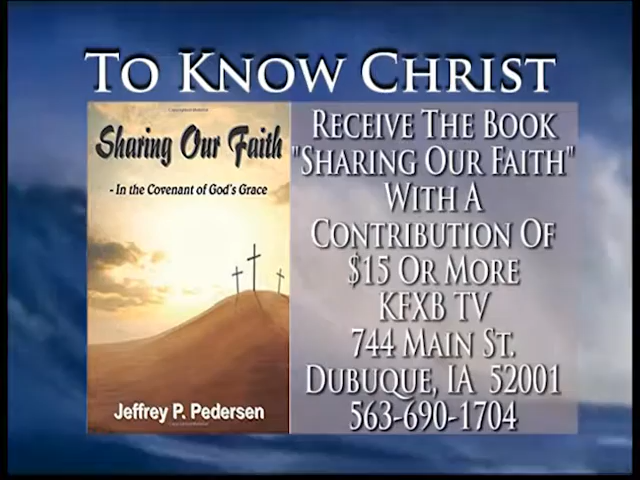 To Know Christ
Sharing Our Faith
- In the Covenant of God's Grace
Jeffrey P. Pedersen
Receive The Book
"Sharing Our Faith"
With A
Contribution Of
$15 Or More
KFXB TV
744 Main St.
Dubuque, IA 52001
563-690-1704